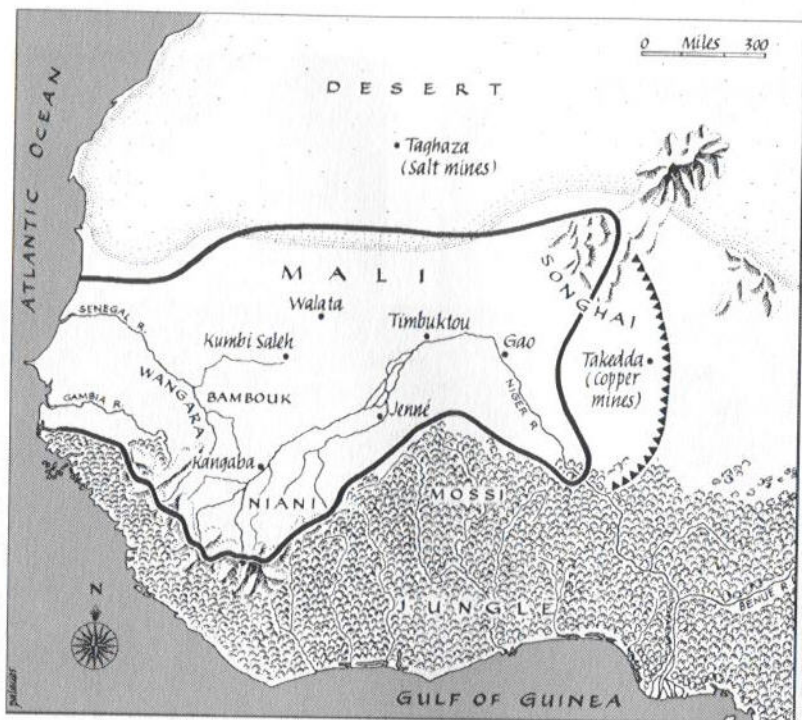 0 Miles 300
DESERT
ATLANTIC OCEAN
Taghaza
(Salt mines)
MALI
SONGHAI
Walata
SENEGAL R.
Timbuktou
Kumbi Saleh
Gao
Takedda
(Copper
mines)
WANGARA
BAMBOUK
GAMBIA R.
NIGER R.
Jenné
Kangaba
NIANI
MOSSI
JUNGLE
BENUE R.
N
palacios
GULF OF GUINEA